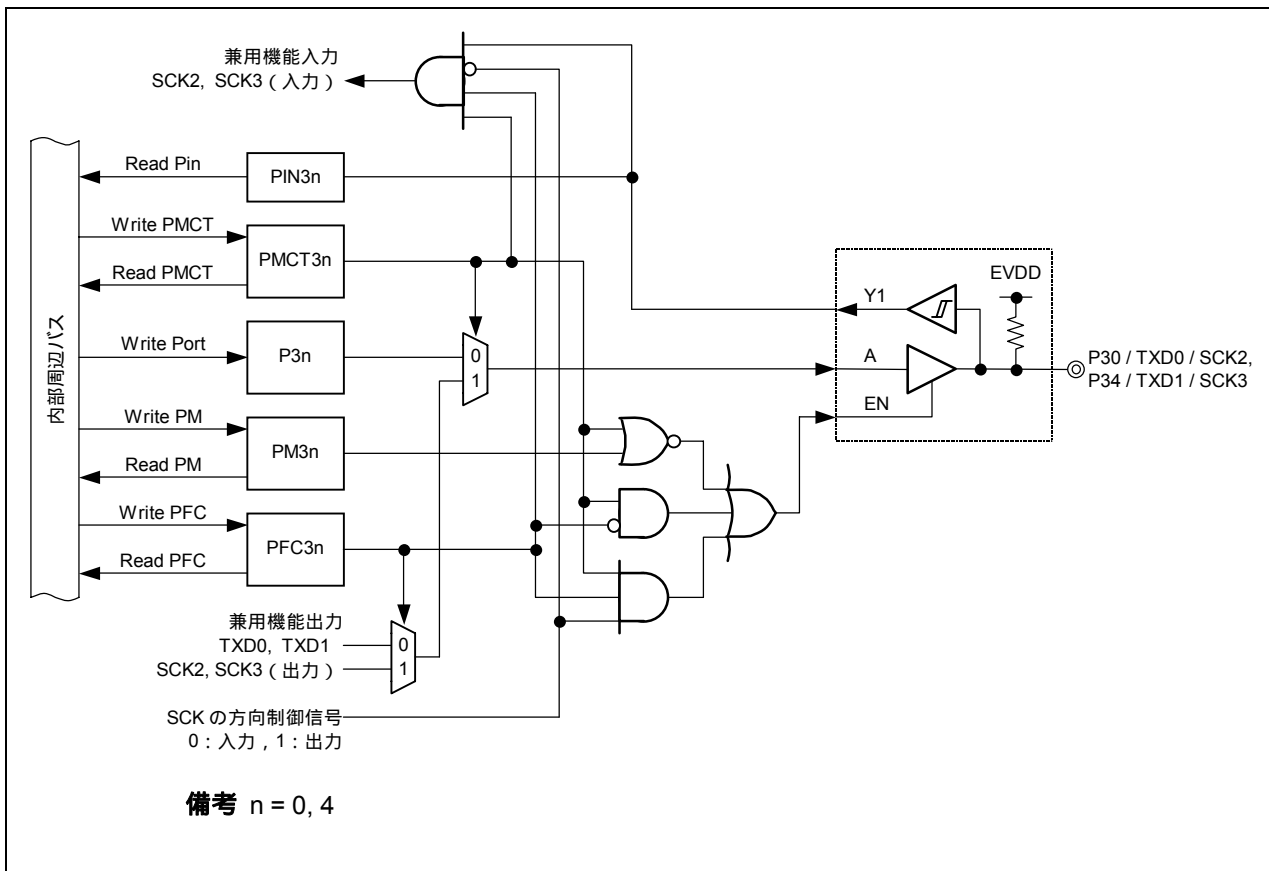 兼用機能入力
SCK2, SCK3（入力）
内部周辺バス
Read Pin
PIN3n
Write PMCT
PMCT3n
Read PMCT
Write Port
P3n
0
1
Write PM
PM3n
Read PM
Write PFC
PFC3n
Read PFC
EVDD
Y1
A
EN
P30 / TXD0 / SCK2,
P34 / TXD1 / SCK3
兼用機能出力
TXD0, TXD1
SCK2, SCK3（出力）
0
1
SCK の方向制御信号
0：入力，1：出力
備考 n = 0, 4